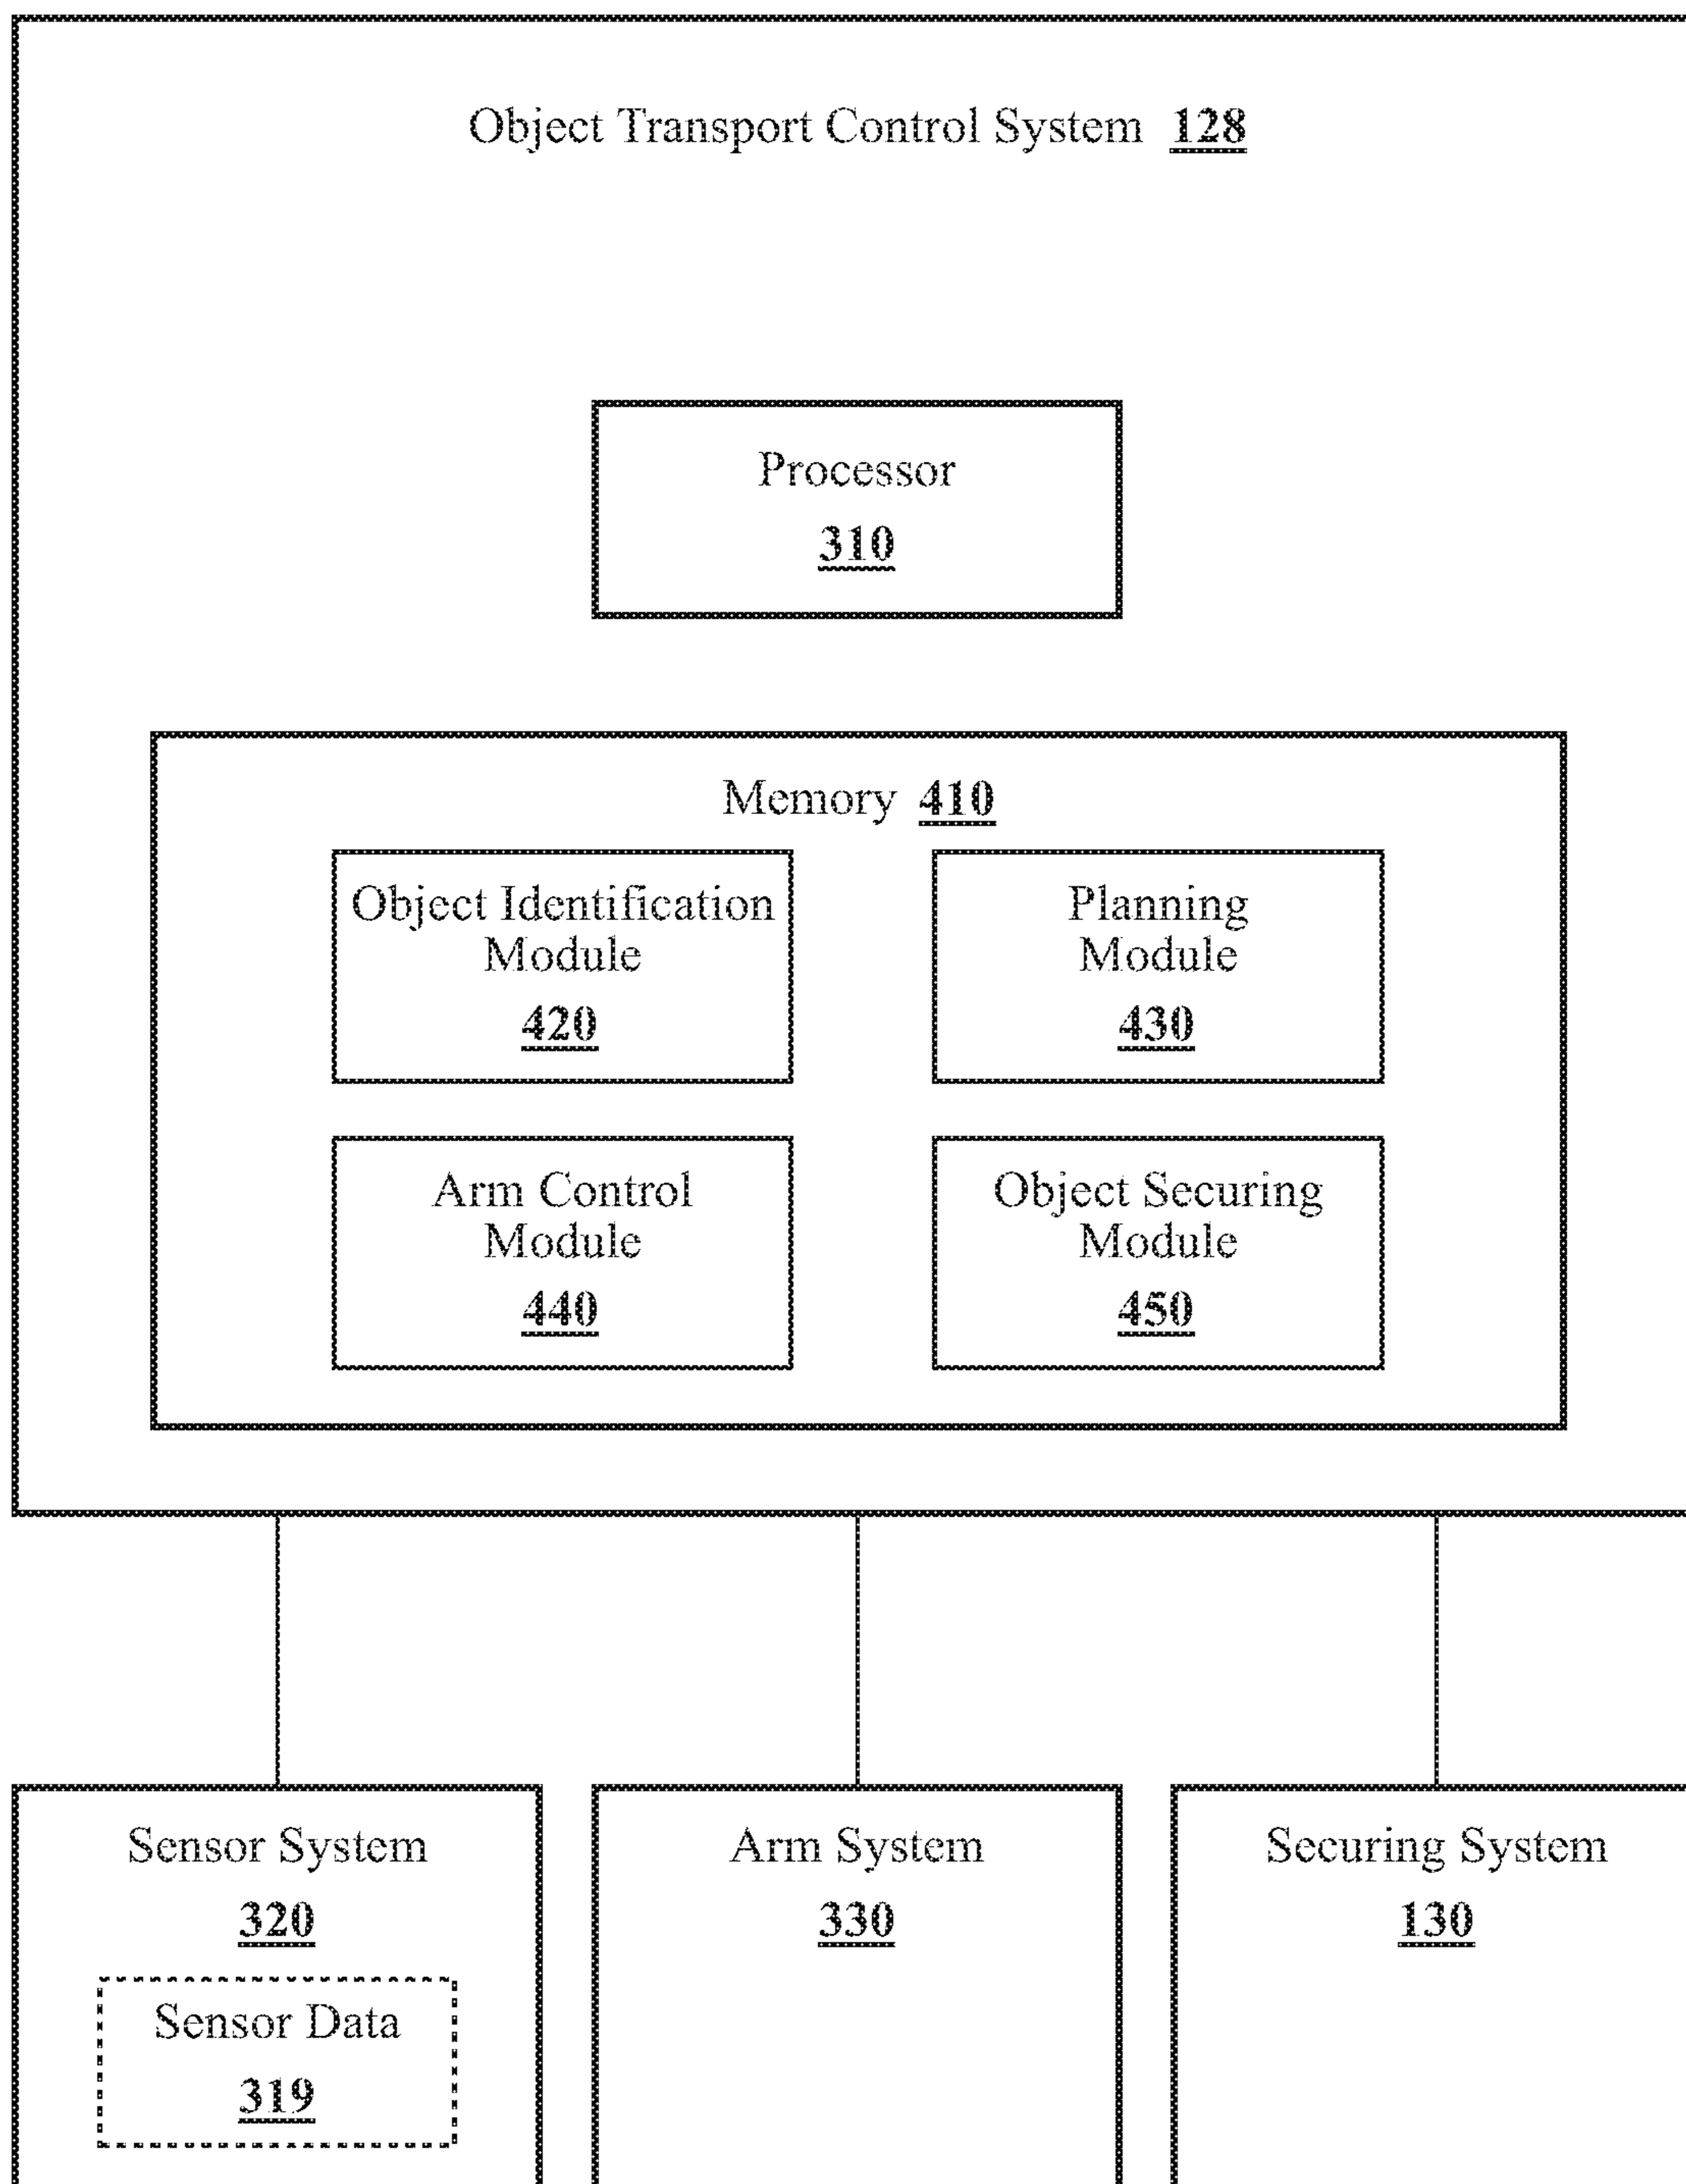 Object Transport Control System 128
Processor
310
Memory 410
Object Identification
Module
420
Planning
Module
430
Arm Control
Module
440
Object Securing
Module
450
Sensor System
320
Sensor Data
319
Arm System
330
Securing System
130